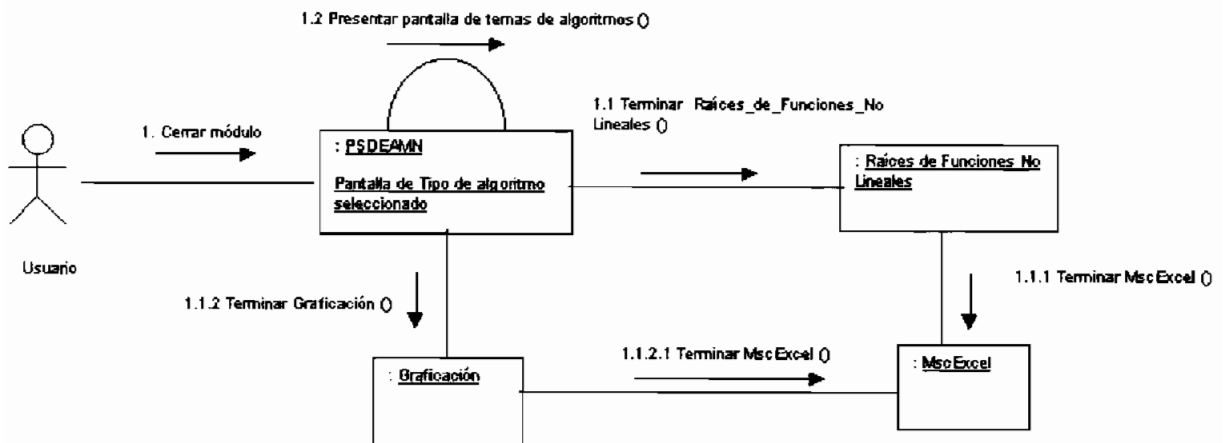 1.2 Presentar pantalla de temas de algoritmos ()
1.1 Terminar Raíces_de_Funciones_No
Lineales ()
1. Cerrar módulo
: PSDEAMN
Pantalla de Tipo de algoritmo
seleccionado
: Raíces de Funciones_No
Lineales
Usuario
1.1.2 Terminar Graficación ()
1.1.1 Terminar MscExcel ()
1.1.2.1 Terminar MscExcel ()
: Graficación
: MscExcel